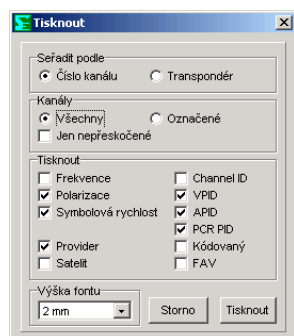 Tisknout
Seřadit podle
Číslo kanálu Transpondér
Kanály
Všechny Označené
Jen nepřeskočené
Tisknout
Frekvence Channel ID
Polarizace VPID
Symbolová rychlost APID
PCR PID
Provider Kódovaný
Satelit FAV
Výška fontu
2 mm Storno Tisknout